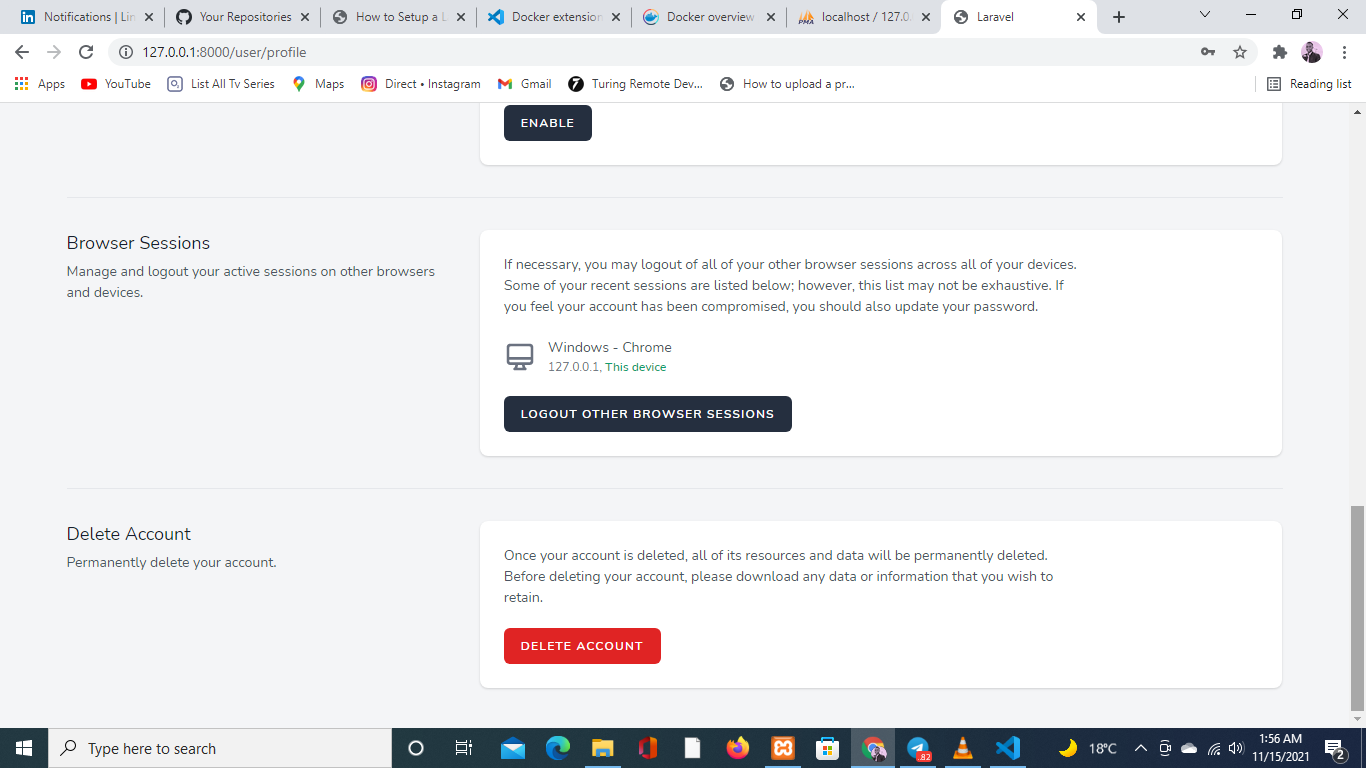 Notifications | Lin
Your Repositories
How to Setup a L
Docker extension
Docker overview
localhost / 127.0.
Laravel
127.0.0.1:8000/user/profile
Apps
YouTube
List All Tv Series
Maps
Direct • Instagram
Gmail
Turing Remote Dev...
How to upload a pr...
Reading list
ENABLE
Browser Sessions
Manage and logout your active sessions on other browsers
and devices.
If necessary, you may logout of all of your other browser sessions across all of your devices.
Some of your recent sessions are listed below; however, this list may not be exhaustive. If
you feel your account has been compromised, you should also update your password.
Windows - Chrome
127.0.0.1, This device
LOGOUT OTHER BROWSER SESSIONS
Delete Account
Permanently delete your account.
Once your account is deleted, all of its resources and data will be permanently deleted.
Before deleting your account, please download any data or information that you wish to
retain.
DELETE ACCOUNT
Type here to search
.82
18°C
1:56 AM
11/15/2021
2